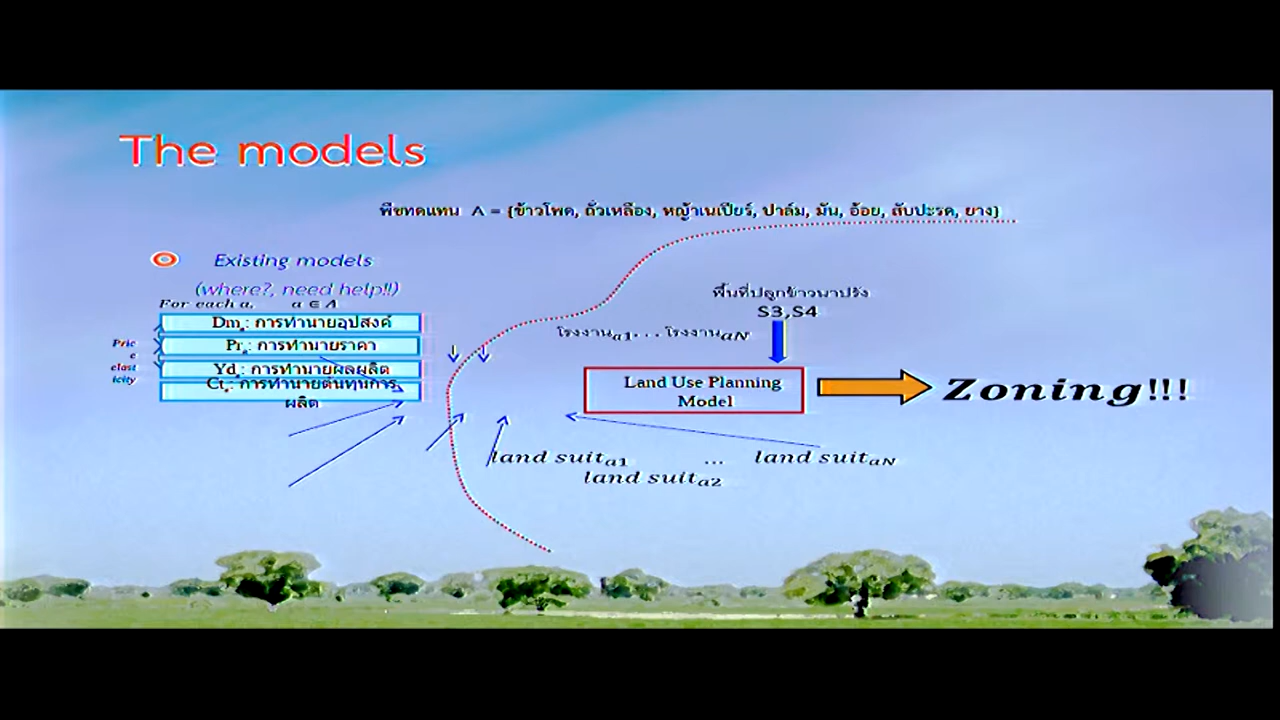 The models
พืชทดแทน A = {ข้าวโพด, ถั่วเหลือง, หญ้าเนเปียร์, ปาล์ม, มัน, อ้อย, สับปะรด, ยาง}
Existing models
(where?, need help!!)
For each a, a ∈ A
Dmₐ: การทำนายอุปสงค์
Prₐ: การทำนายราคา
Ydₐ: การทำนายผลผลิต
Ctₐ: การทำนายต้นทุนการ
ผลิต
Pric
e
elast
icity
พื้นที่ปลูกข้าวนาปรัง
S3,S4
โรงงานa1 . . . โรงงานaN
Land Use Planning
Model
Zoning!!!
land suita1 ... land suitaN
land suita2